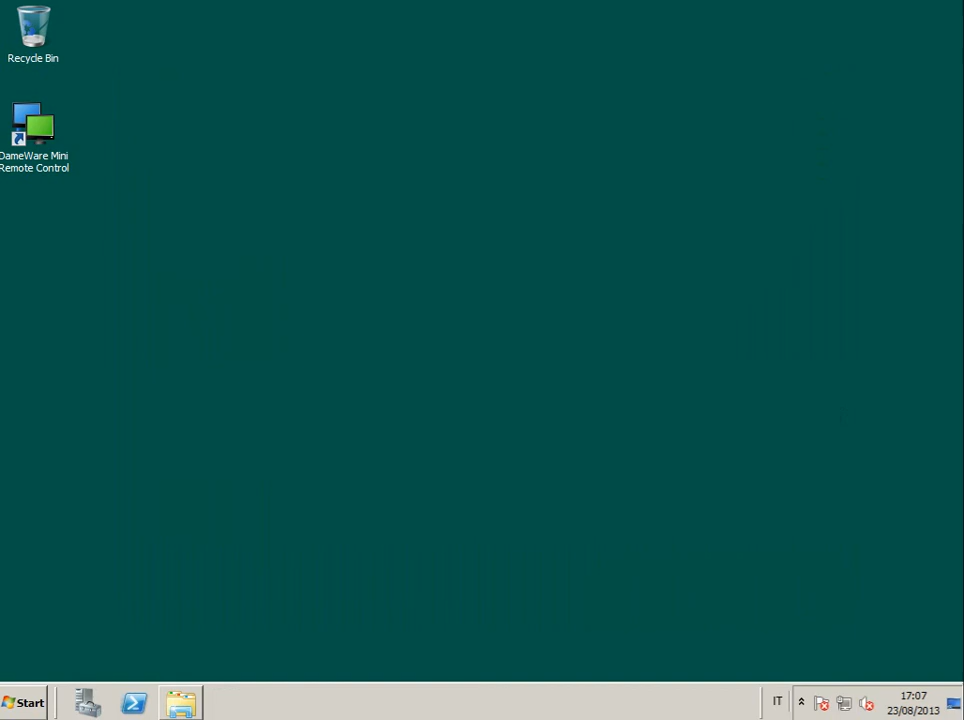 Recycle Bin
DameWare Mini
Remote Control
Start
IT
17:07
23/08/2013